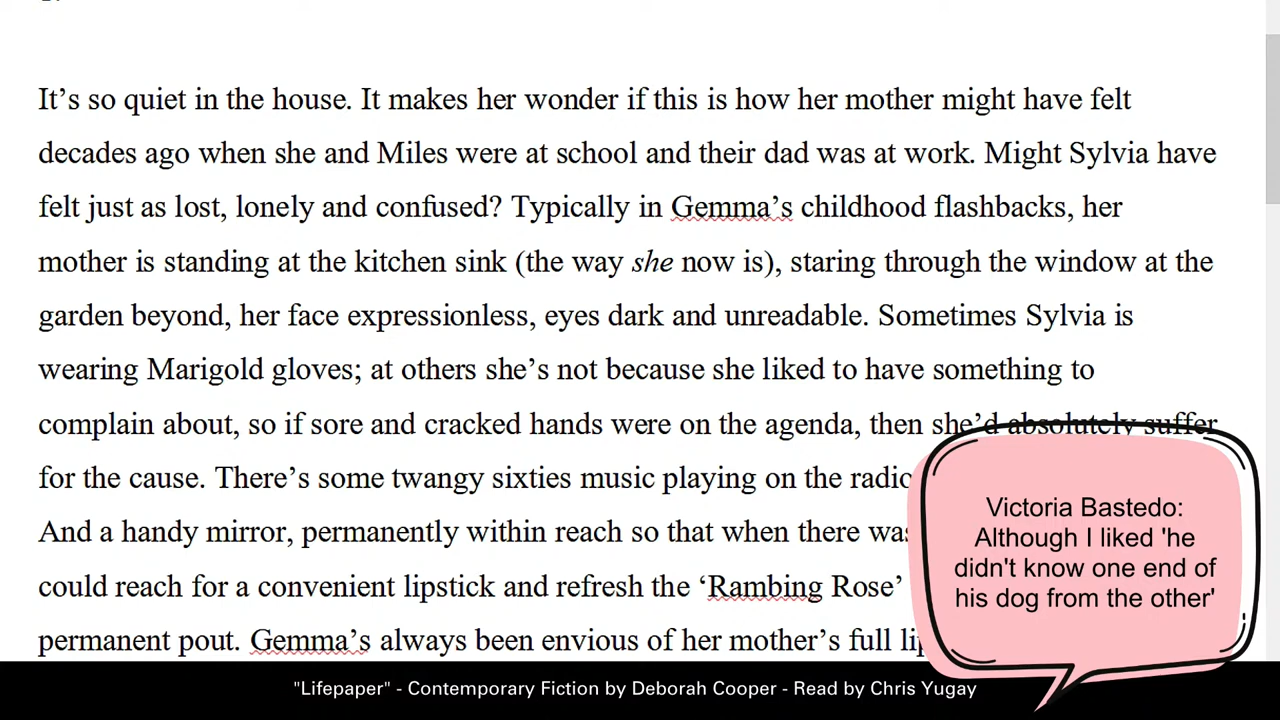 It’s so quiet in the house. It makes her wonder if this is how her mother might have felt
decades ago when she and Miles were at school and their dad was at work. Might Sylvia have
felt just as lost, lonely and confused? Typically in Gemma’s childhood flashbacks, her
mother is standing at the kitchen sink (the way she now is), staring through the window at the
garden beyond, her face expressionless, eyes dark and unreadable. Sometimes Sylvia is
wearing Marigold gloves; at others she’s not because she liked to have something to
complain about, so if sore and cracked hands were on the agenda, then she’d absolutely suffer
for the cause. There’s some twangy sixties music playing on the radio
And a handy mirror, permanently within reach so that when there was
could reach for a convenient lipstick and refresh the ‘Rambing Rose’
permanent pout. Gemma’s always been envious of her mother’s full
Victoria Bastedo:
Although I liked 'he
didn't know one end of
his dog from the other'
"Lifepaper" - Contemporary Fiction by Deborah Cooper - Read by Chris Yugay